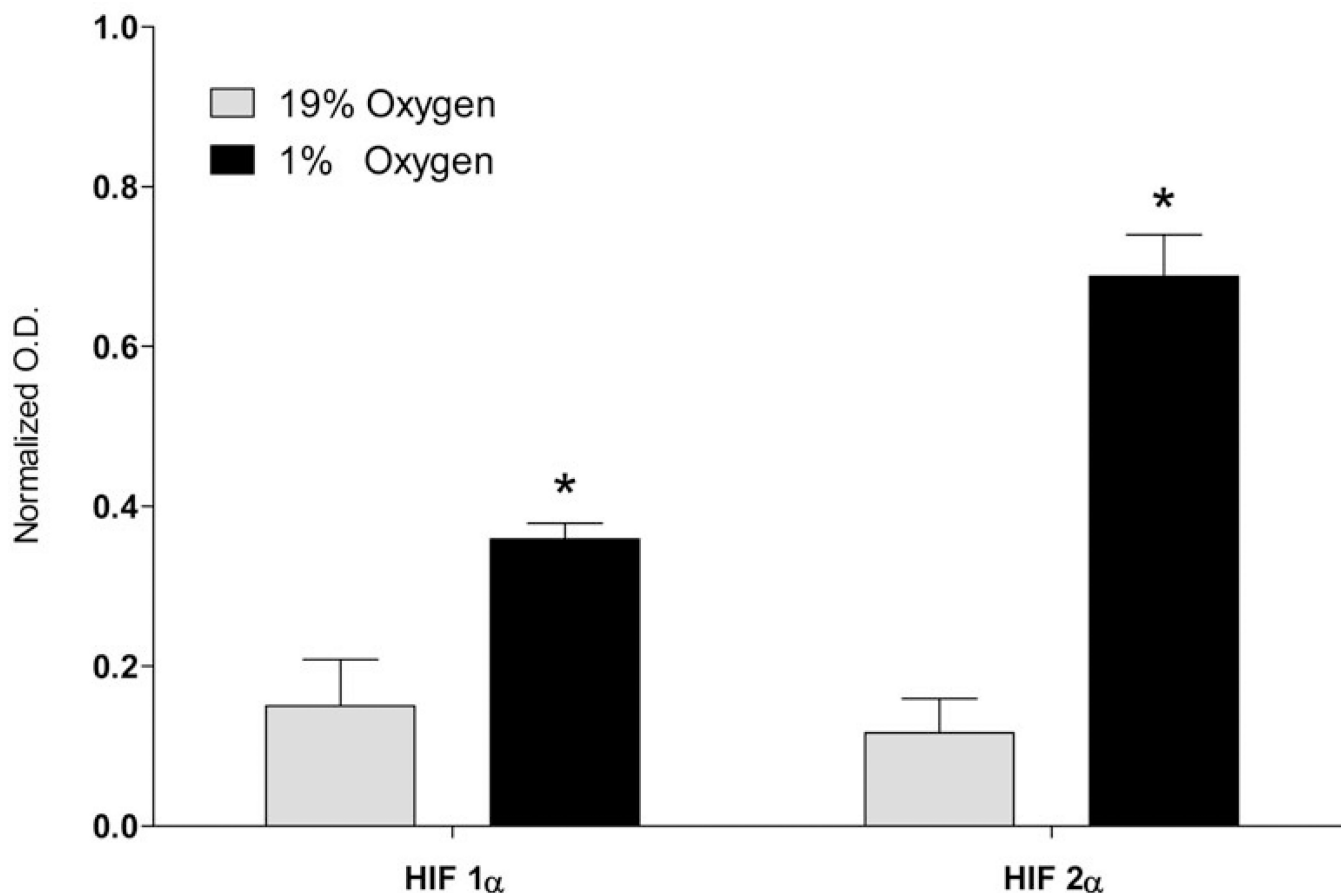 1.0
19% Oxygen
1% Oxygen
0.8
*
0.6
Normalized O.D.
0.4
*
0.2
0.0
HIF 1α
HIF 2α